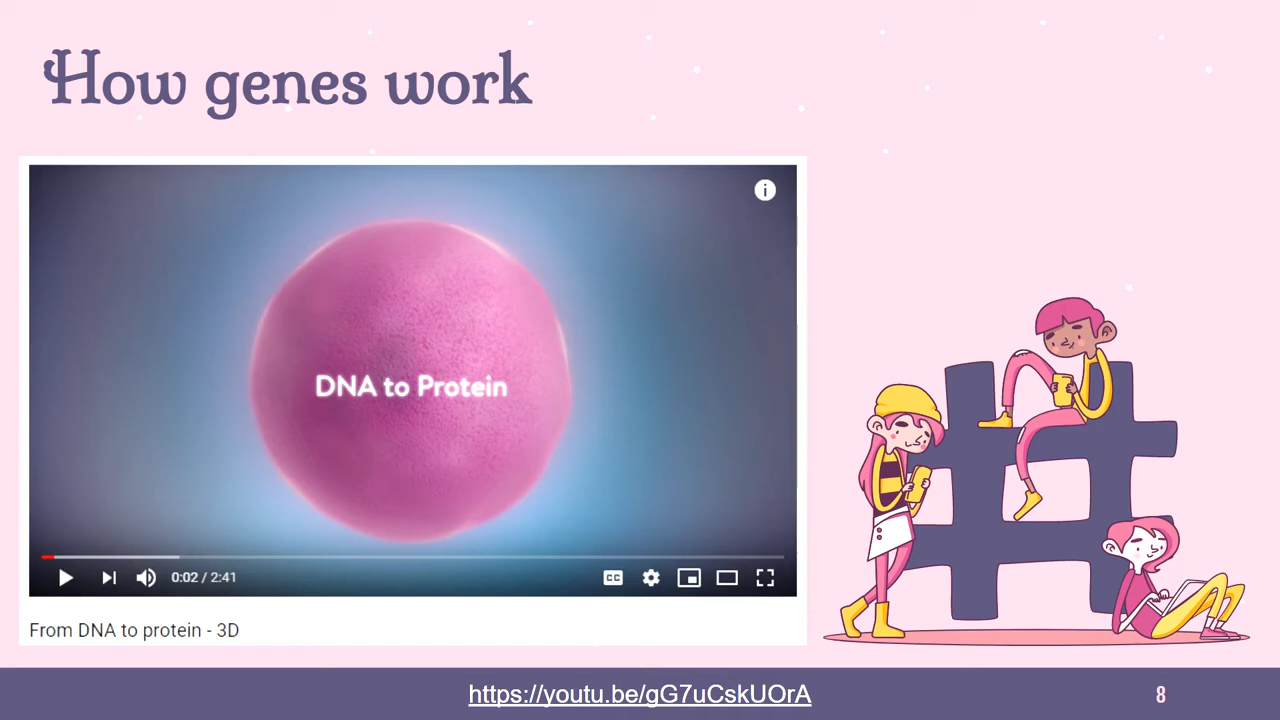 How genes work
i
DNA to Protein
0:02 / 2:41
CC
From DNA to protein - 3D
https://youtu.be/gG7uCskUOrA
8